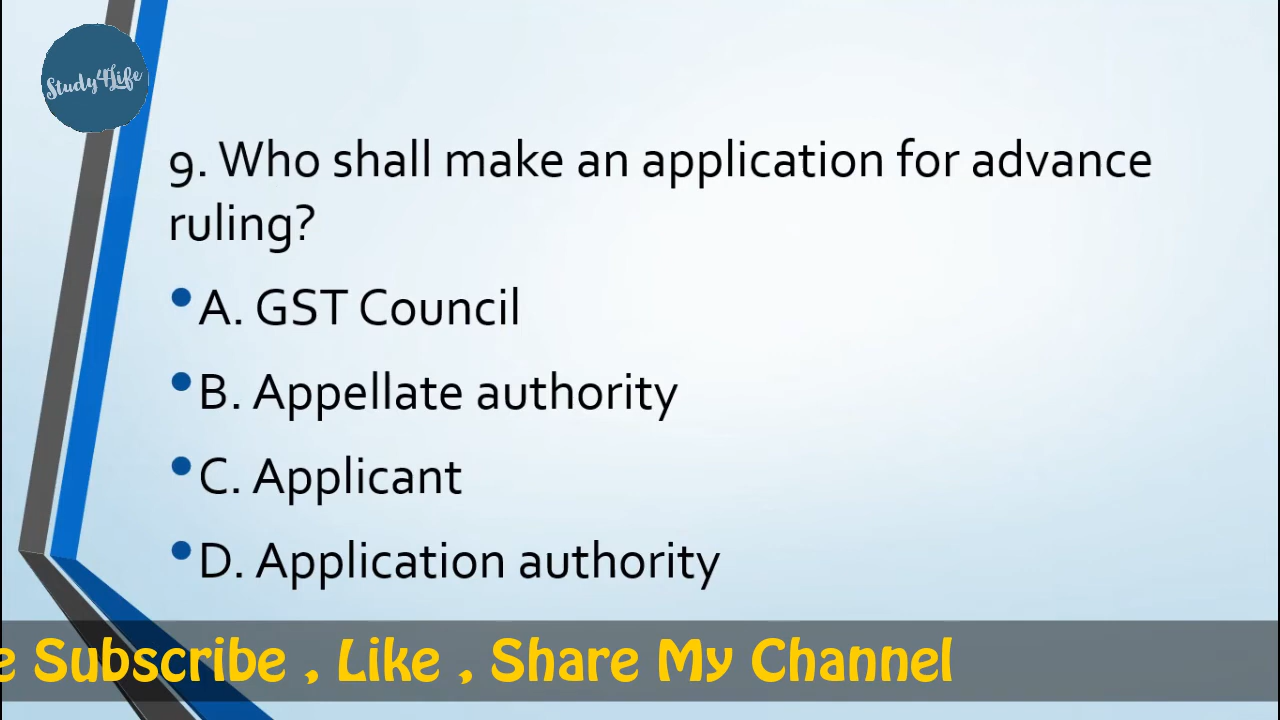 Study4Life
9. Who shall make an application for advance
ruling?
•A. GST Council
•B. Appellate authority
•C. Applicant
•D. Application authority
e Subscribe , Like , Share My Channel